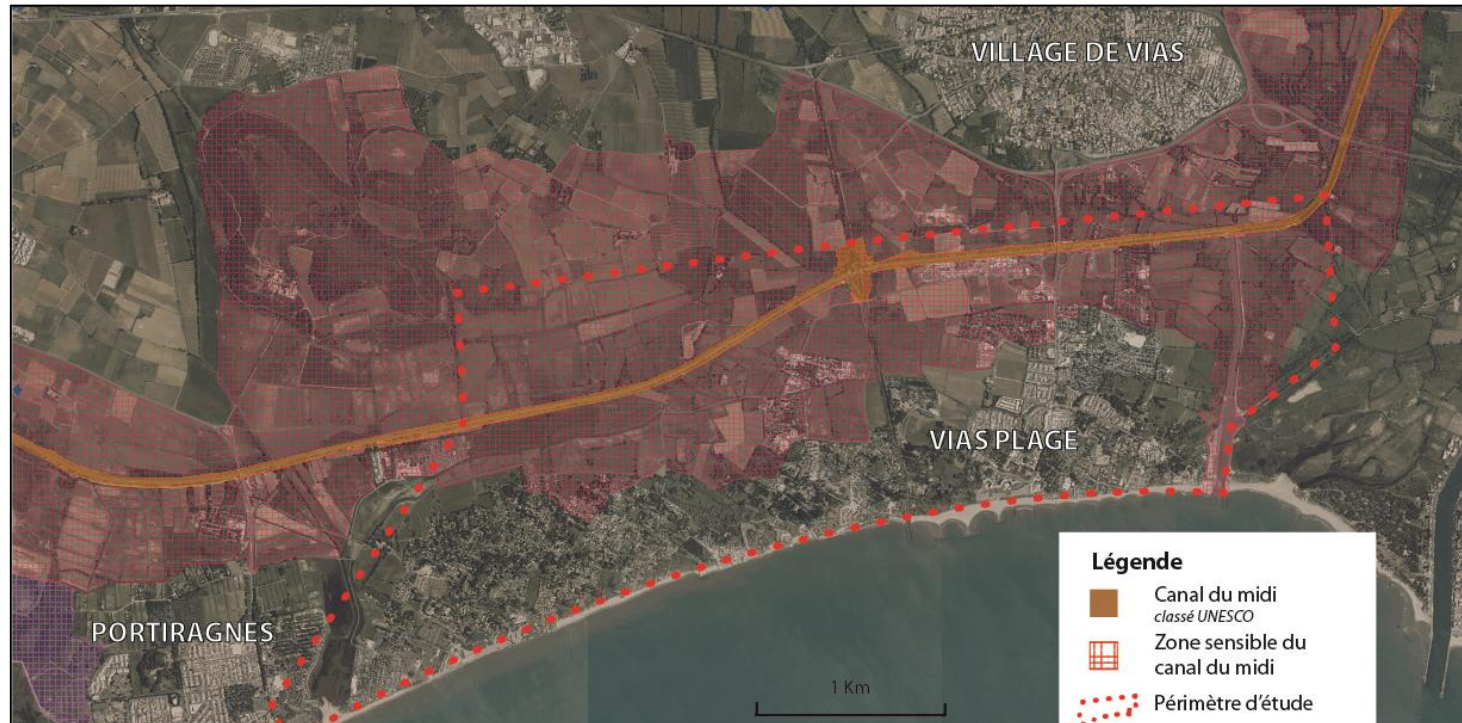 VILLAGE DE VIAS
VIAS PLAGE
PORTIRAGNES
1 Km
Légende
Canal du midi
classé UNESCO
Zone sensible du
canal du midi
Périmètre d'étude